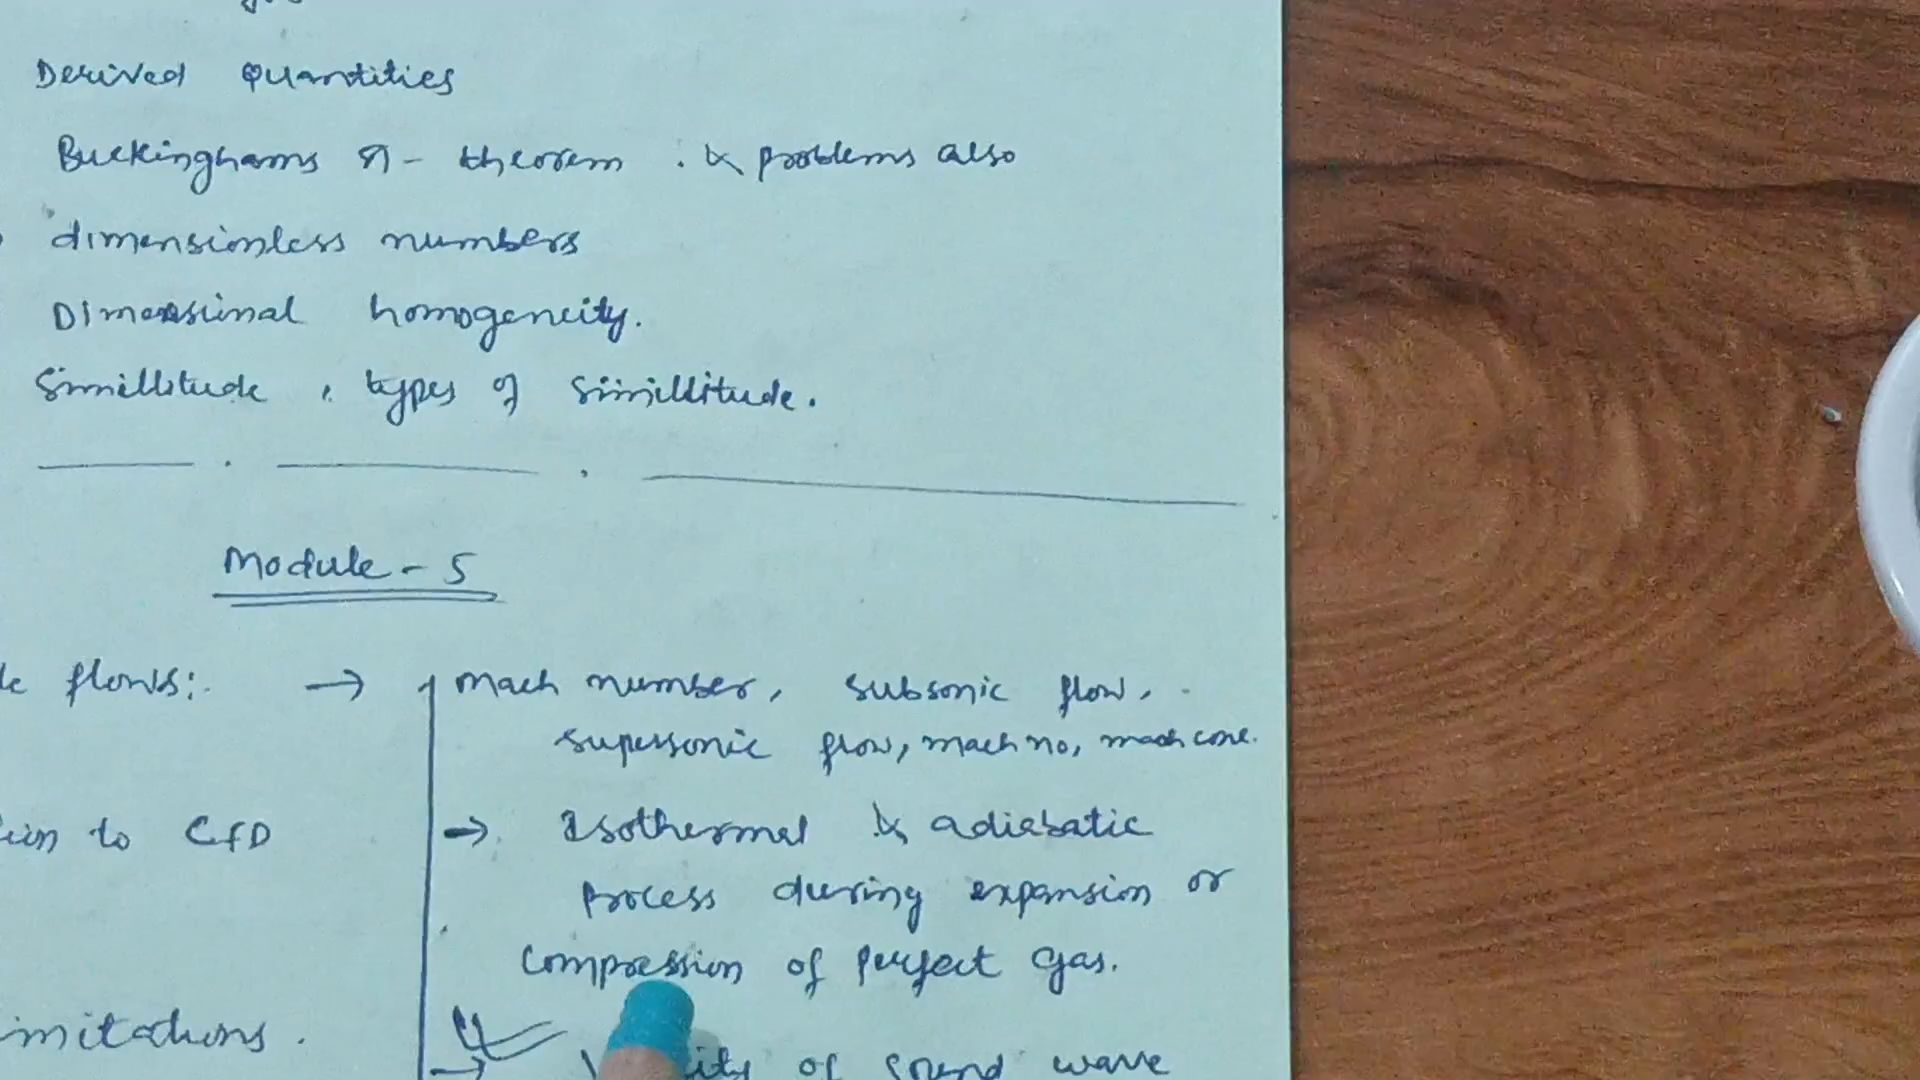 Derived Quantities
Buckinghams π - theorem . & problems also
dimensionless numbers
Dimensional homogeneity.
Simillitude , types of Simillitude.
Module - 5
flows: → Mach number, subsonic flow,
supersonic flow, mach no, mach cone.
to CFD → Isothermal & adiabatic
Process during expansion or
Compression of perfect gas.
→ of sound wave